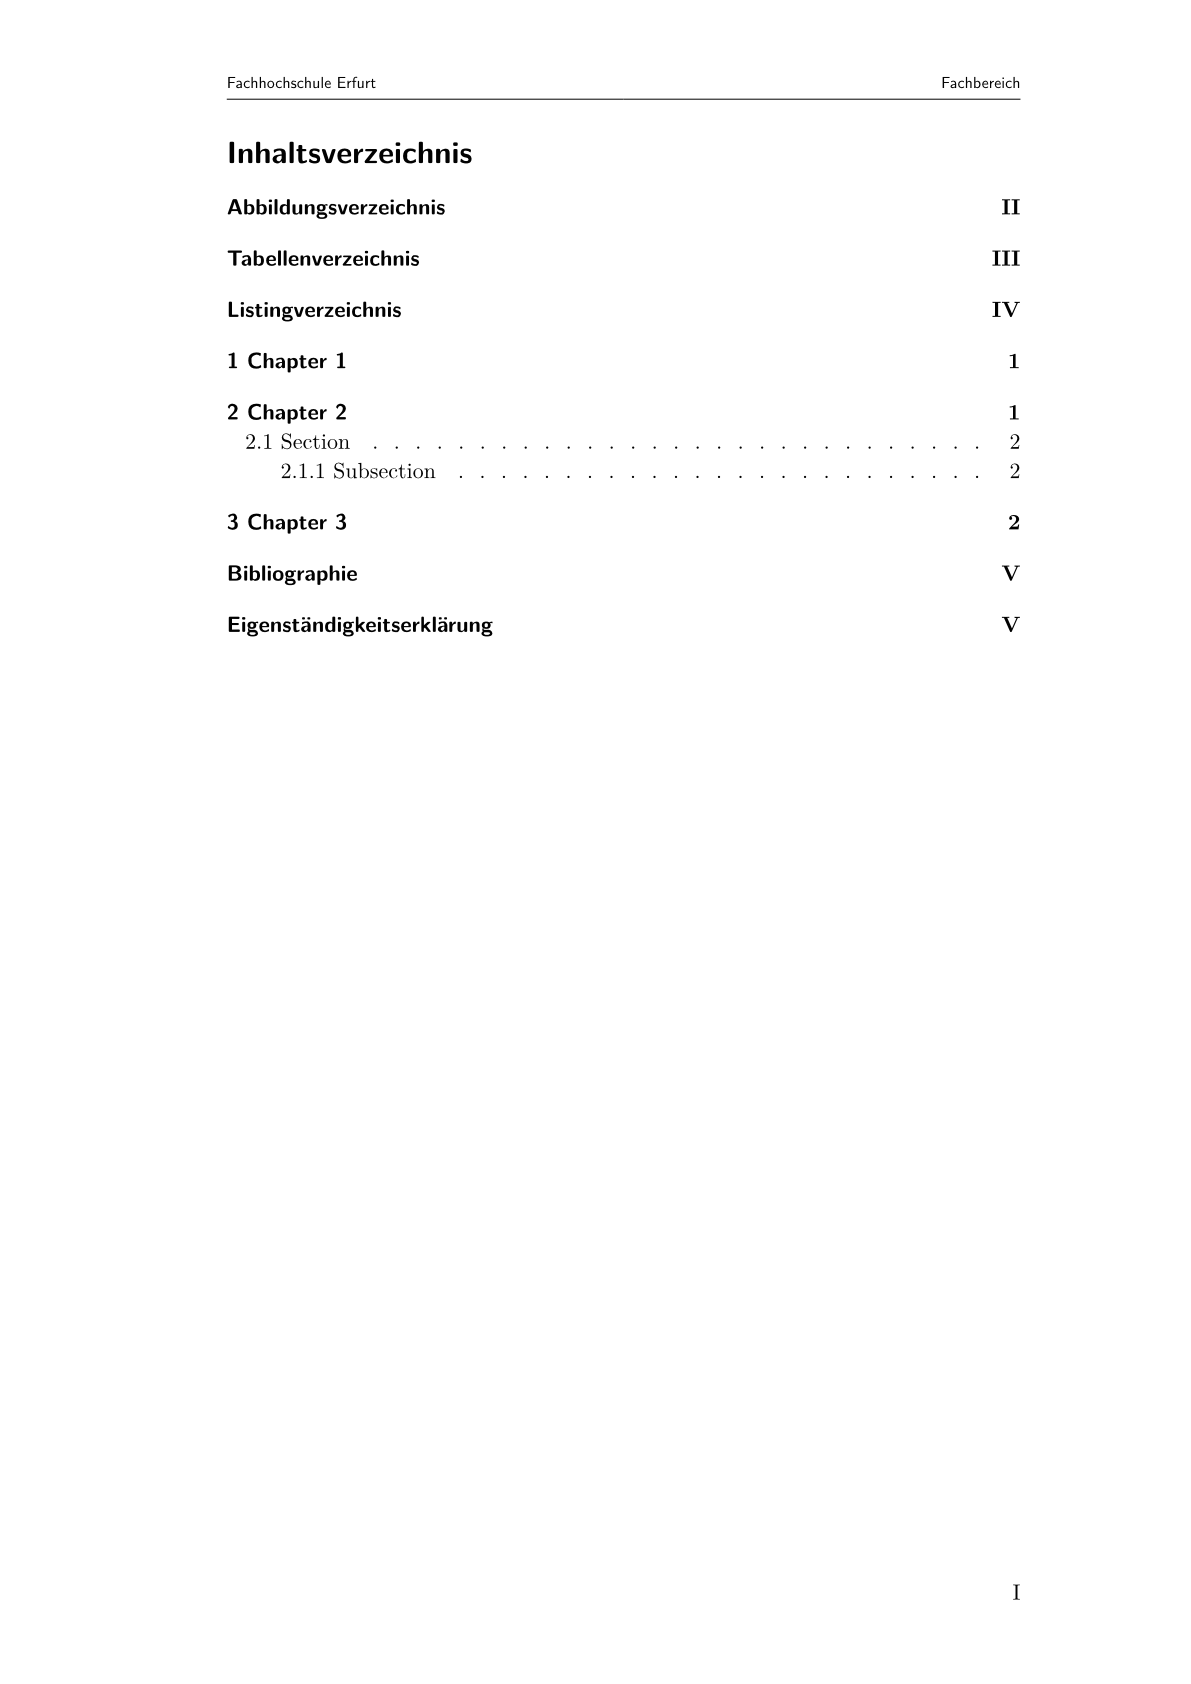 Fachhochschule Erfurt Fachbereich
Inhaltsverzeichnis
Abbildungsverzeichnis II
Tabellenverzeichnis III
Listingverzeichnis IV
1 Chapter 1 1
2 Chapter 2 1
2.1 Section . . . . . . . . . . . . . . . . . . . . . . . . . . . . . 2
2.1.1 Subsection . . . . . . . . . . . . . . . . . . . . . . . . . 2
3 Chapter 3 2
Bibliographie V
Eigenständigkeitserklärung V
I